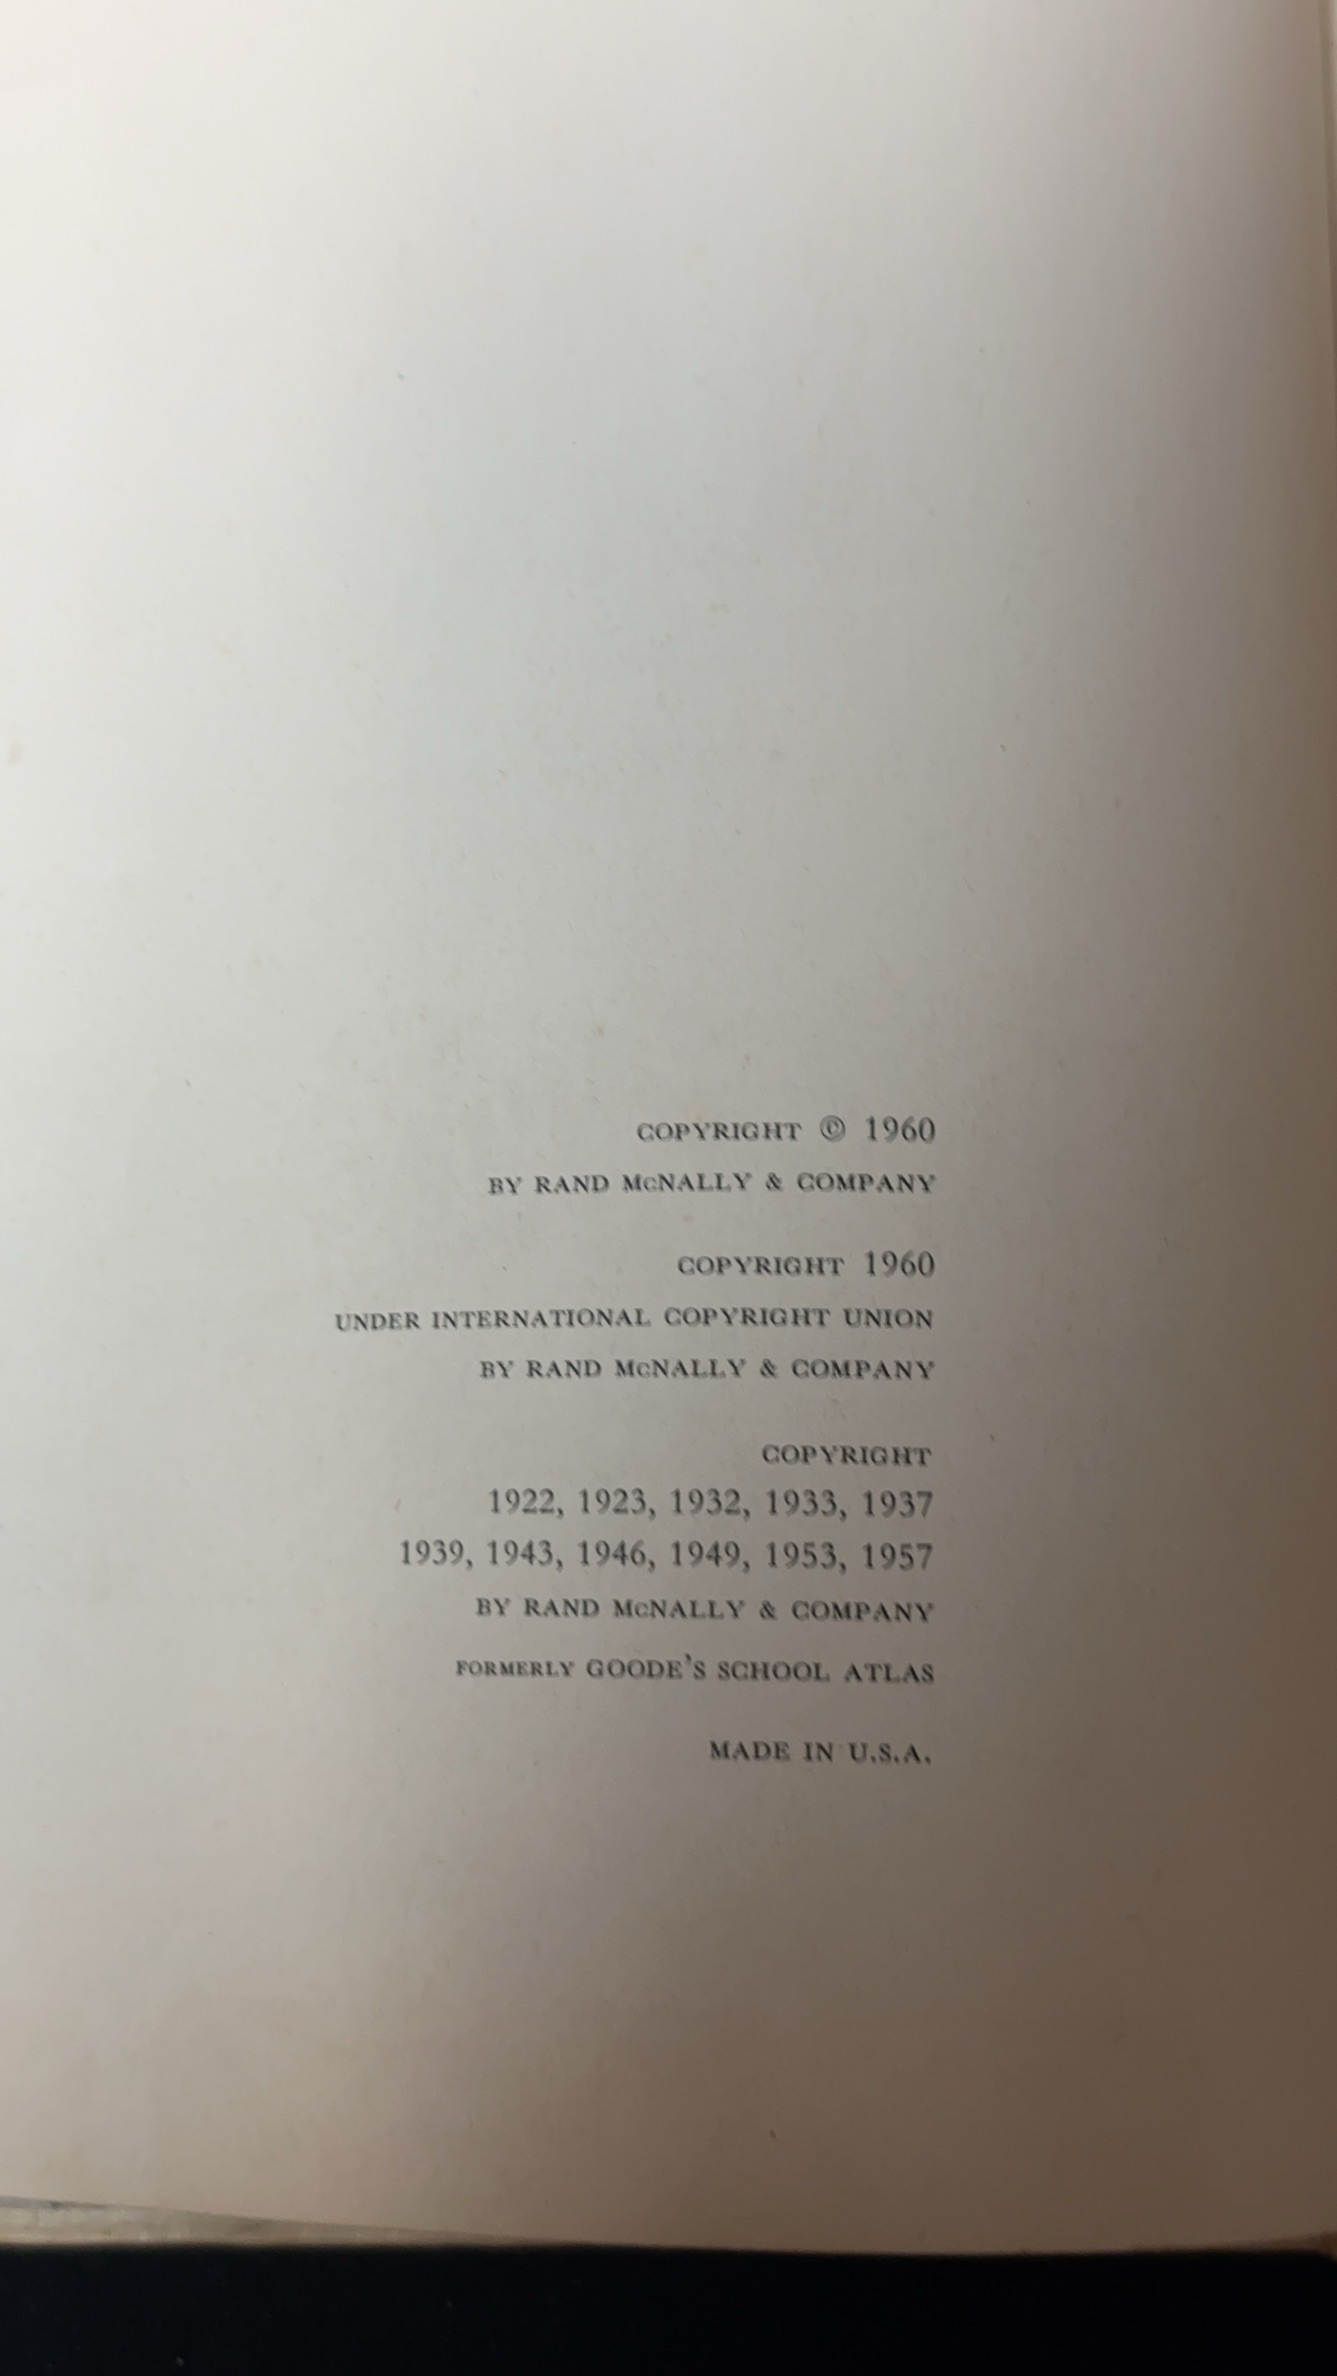 COPYRIGHT © 1960
BY RAND McNALLY & COMPANY
COPYRIGHT 1960
UNDER INTERNATIONAL COPYRIGHT UNION
BY RAND McNALLY & COMPANY
COPYRIGHT
1922, 1923, 1932, 1933, 1937
1939, 1943, 1946, 1949, 1953, 1957
BY RAND McNALLY & COMPANY
FORMERLY GOODE'S SCHOOL ATLAS
MADE IN U.S.A.